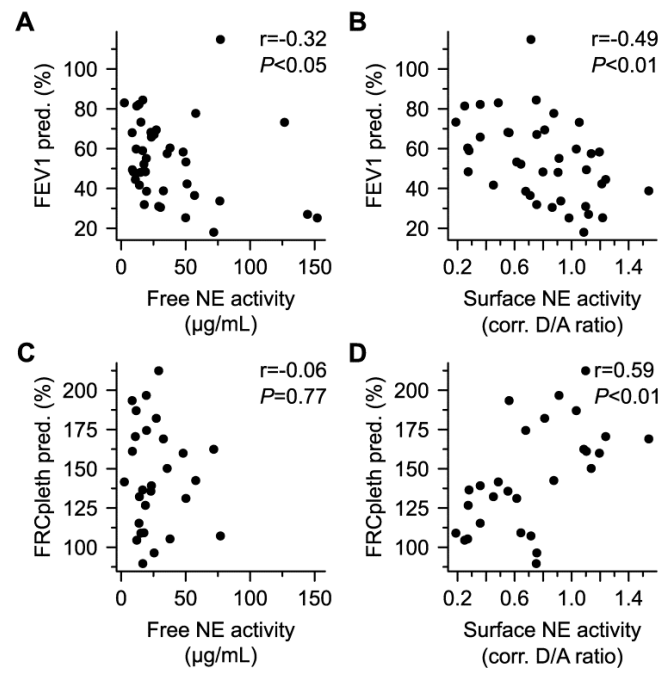 A
r=-0.32
P<0.05
FEV1 pred. (%)
100
80
60
40
20
0 50 100 150
Free NE activity
(µg/mL)
B
r=-0.49
P<0.01
FEV1 pred. (%)
100
80
60
40
20
0.2 0.6 1.0 1.4
Surface NE activity
(corr. D/A ratio)
C
r=-0.06
P=0.77
FRCpleth pred. (%)
200
175
150
125
100
0 50 100 150
Free NE activity
(µg/mL)
D
r=0.59
P<0.01
FRCpleth pred. (%)
200
175
150
125
100
0.2 0.6 1.0 1.4
Surface NE activity
(corr. D/A ratio)